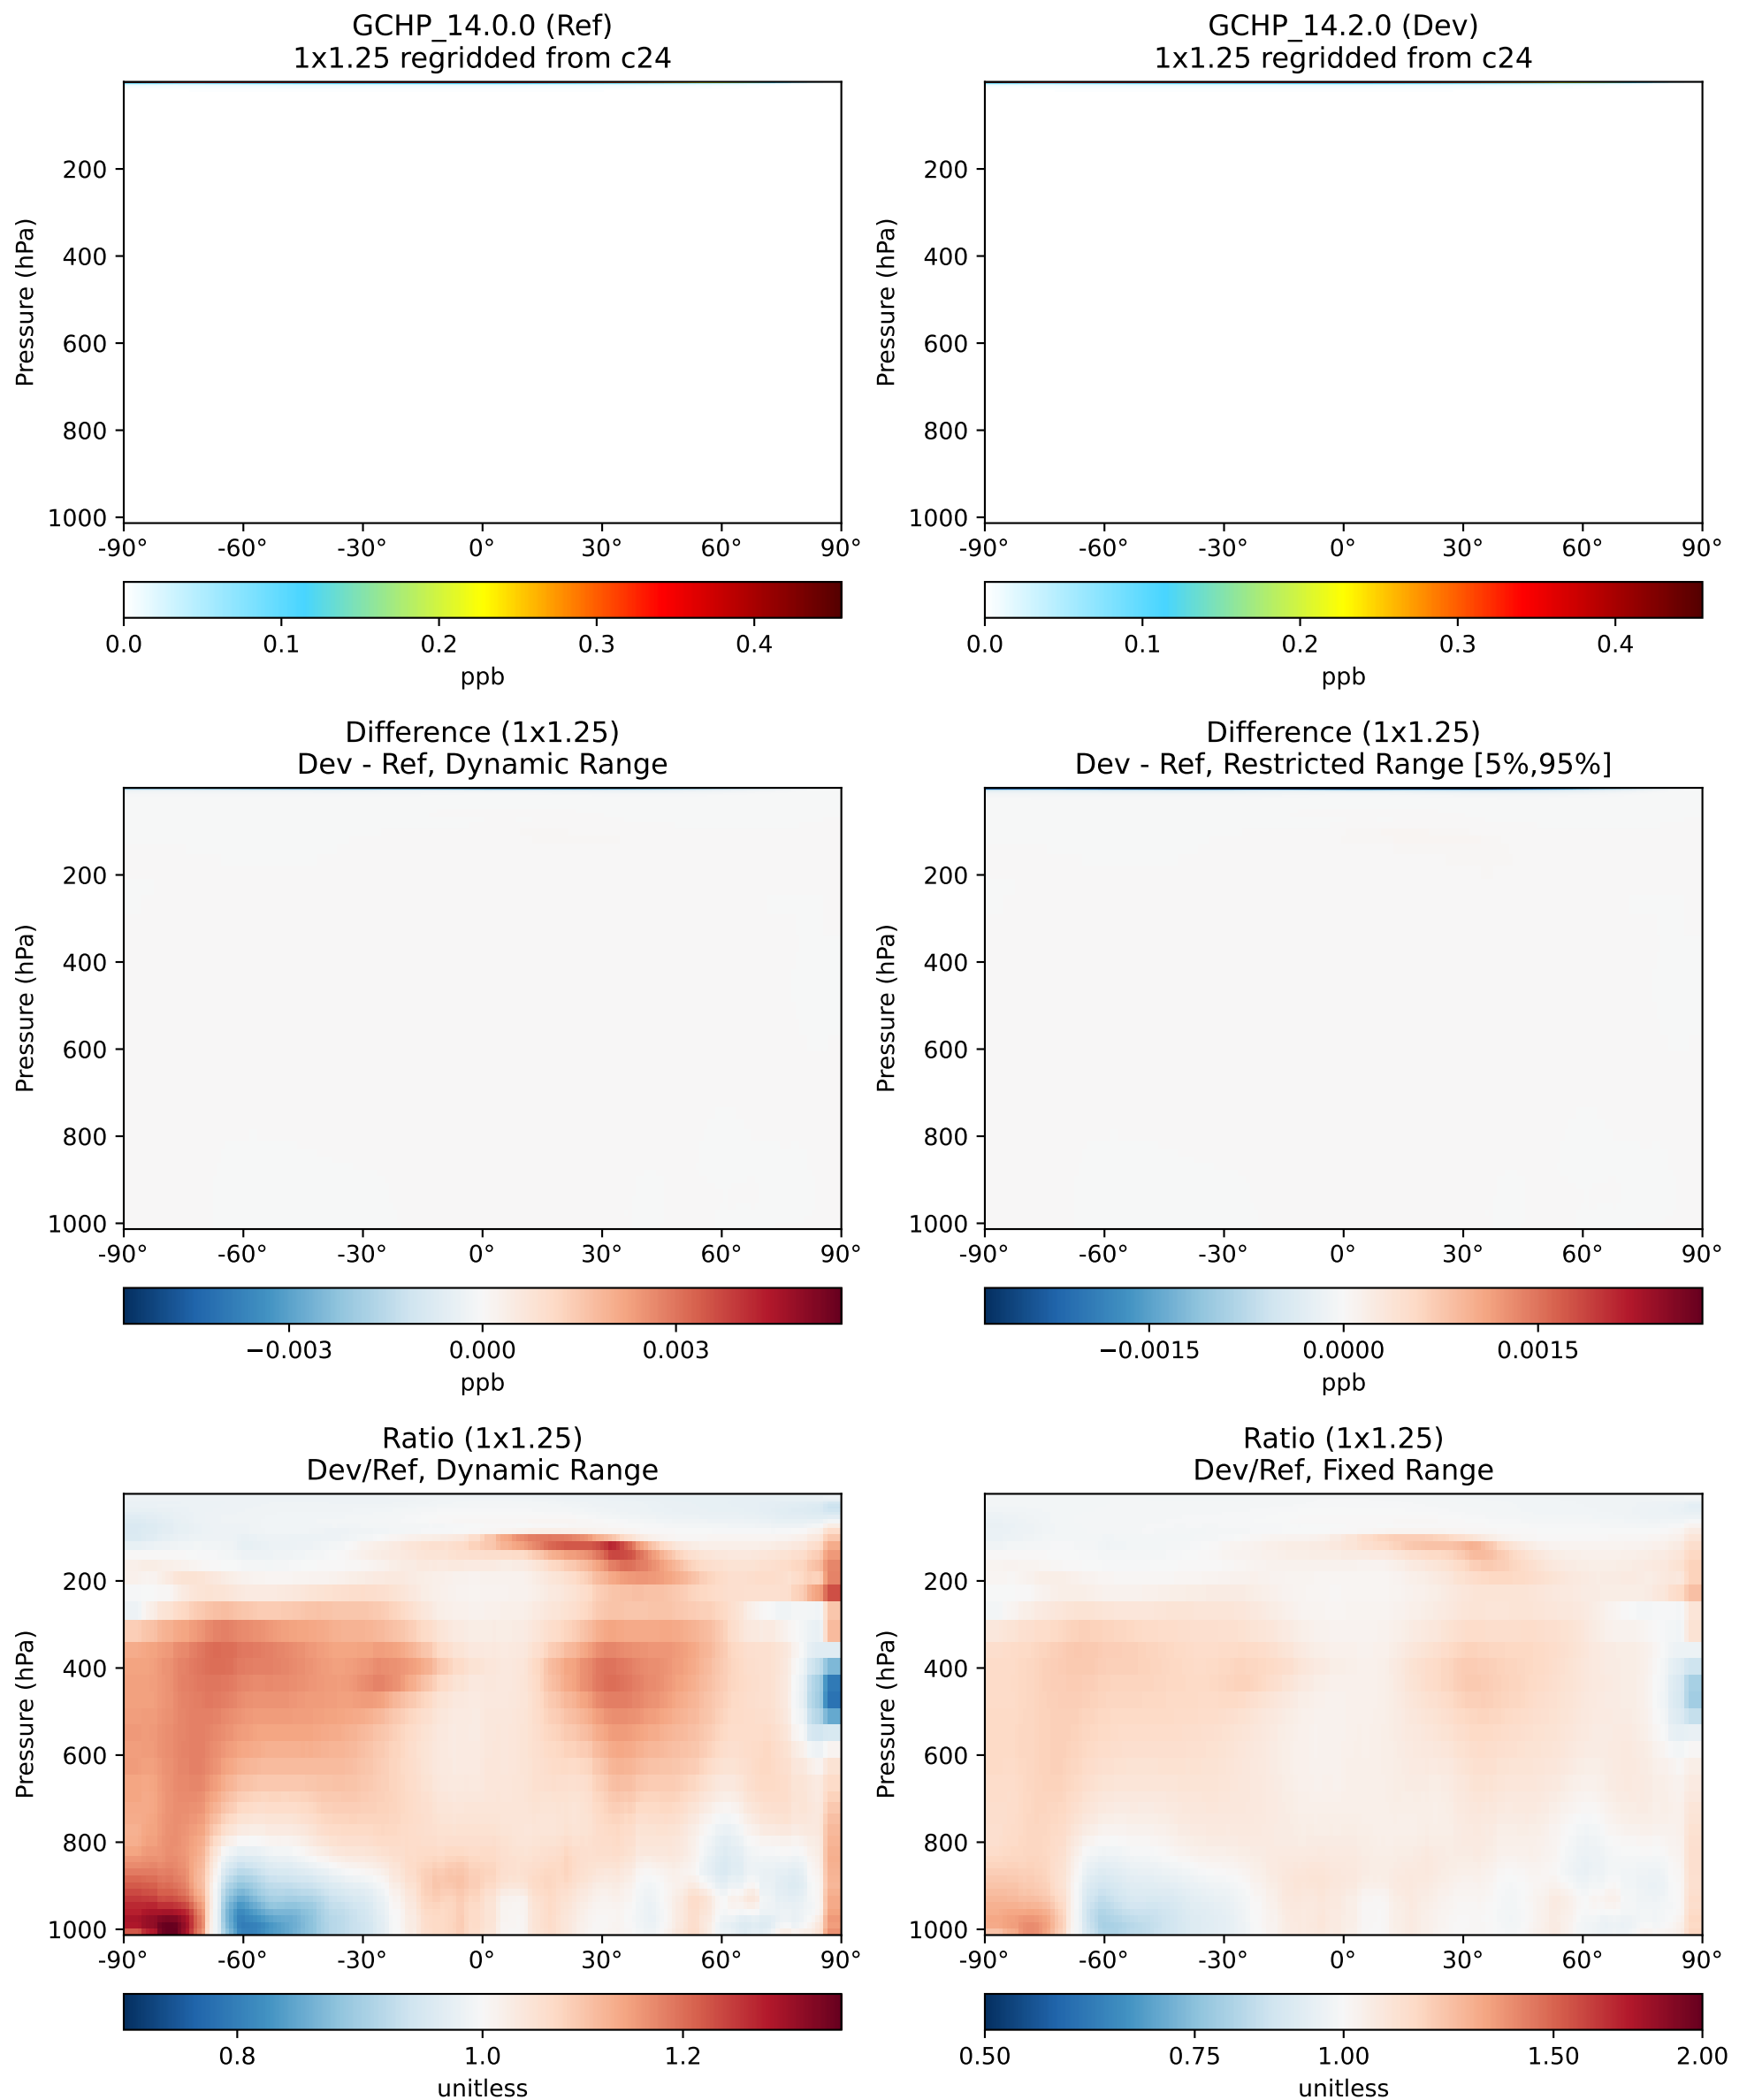 GCHP_14.0.0 (Ref)
1x1.25 regridded from c24
Pressure (hPa)
200
400
600
800
1000
-90° -60° -30° 0° 30° 60° 90°
0.0 0.1 0.2 0.3 0.4
ppb
GCHP_14.2.0 (Dev)
1x1.25 regridded from c24
Pressure (hPa)
200
400
600
800
1000
-90° -60° -30° 0° 30° 60° 90°
0.0 0.1 0.2 0.3 0.4
ppb
Difference (1x1.25)
Dev - Ref, Dynamic Range
Pressure (hPa)
200
400
600
800
1000
-90° -60° -30° 0° 30° 60° 90°
−0.003 0.000 0.003
ppb
Difference (1x1.25)
Dev - Ref, Restricted Range [5%,95%]
Pressure (hPa)
200
400
600
800
1000
-90° -60° -30° 0° 30° 60° 90°
−0.0015 0.0000 0.0015
ppb
Ratio (1x1.25)
Dev/Ref, Dynamic Range
Pressure (hPa)
200
400
600
800
1000
-90° -60° -30° 0° 30° 60° 90°
0.8 1.0 1.2
unitless
Ratio (1x1.25)
Dev/Ref, Fixed Range
Pressure (hPa)
200
400
600
800
1000
-90° -60° -30° 0° 30° 60° 90°
0.50 0.75 1.00 1.50 2.00
unitless